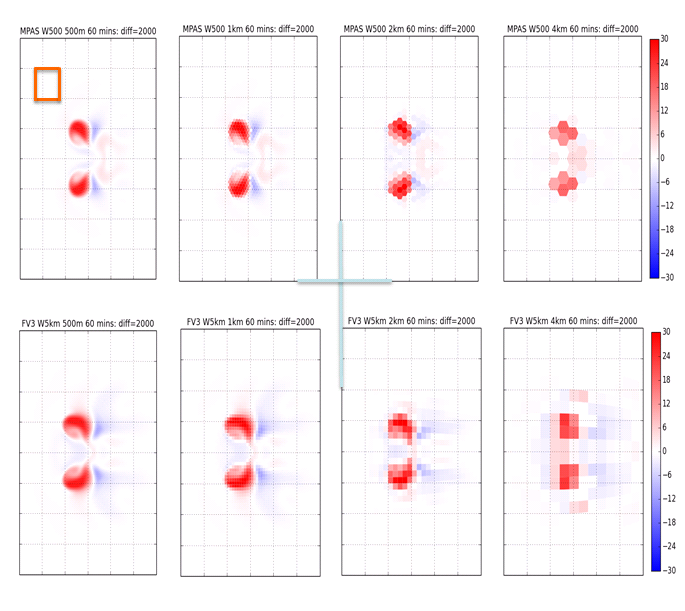 MPAS W500 500m 60 mins: diff=2000
MPAS W500 1km 60 mins: diff=2000
MPAS W500 2km 60 mins: diff=2000
MPAS W500 4km 60 mins: diff=2000
30
24
18
12
6
0
−6
−12
−18
−24
−30
FV3 W5km 500m 60 mins: diff=2000
FV3 W5km 1km 60 mins: diff=2000
FV3 W5km 2km 60 mins: diff=2000
FV3 W5km 4km 60 mins: diff=2000
30
24
18
12
6
0
−6
−12
−18
−24
−30